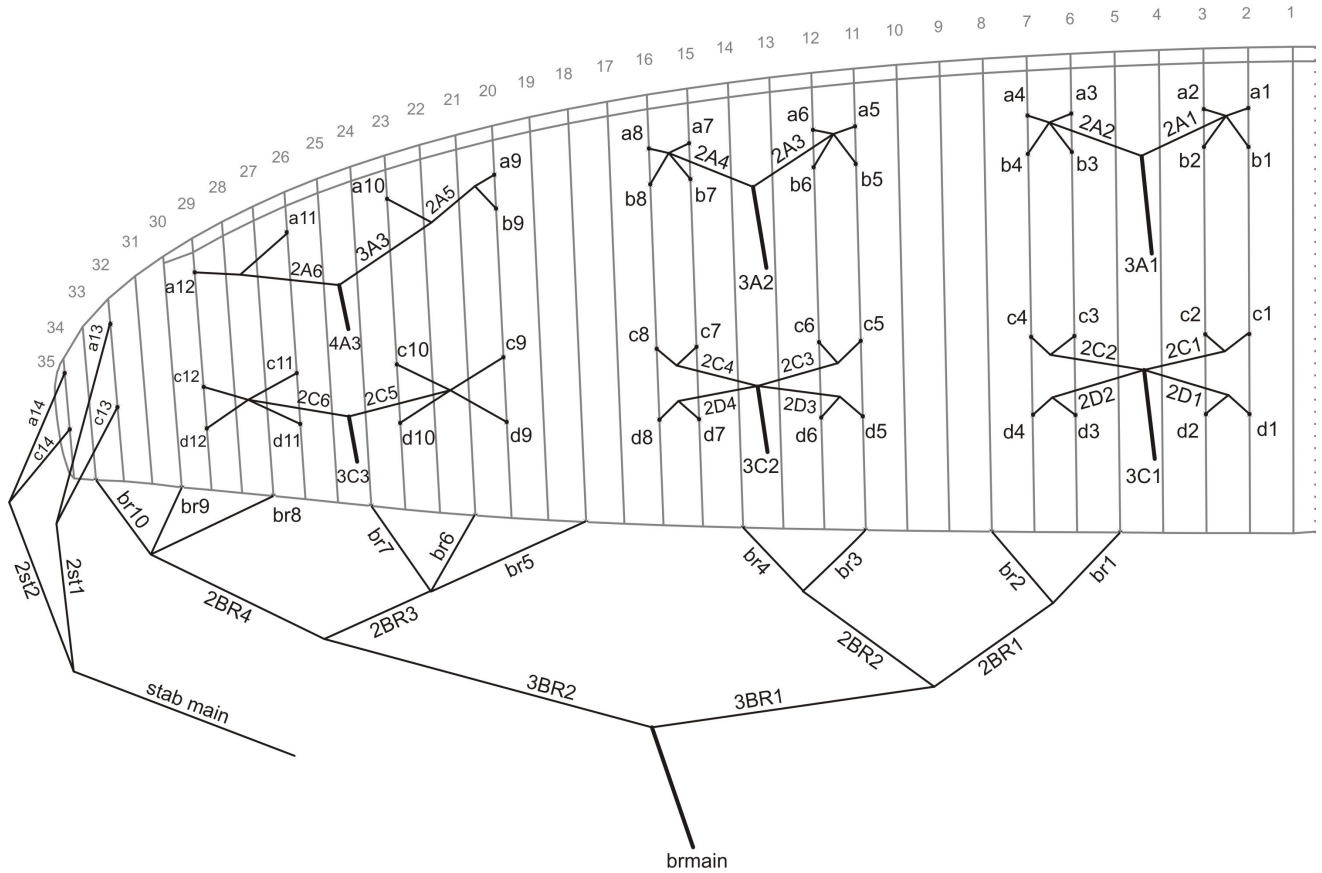 35 34 33 32 31 30 29 28 27 26 25 24 23 22 21 20 19 18 17 16 15 14 13 12 11 10 9 8 7 6 5 4 3 2 1
a12 a11 2A6 3A3 a10 2A5 a9 b9
4A3
a8 a7 2A4 2A3 a6 a5
b8 b7 b6 b5
3A2
a4 a3 2A2 2A1 a2 a1
b4 b3 b2 b1
3A1
a14 a13 c14 c13
c12 c11 2C6 2C5 c10 c9
d12 d11 d10 d9
3C3
c8 c7 2C4 2C3 c6 c5
d8 d7 2D4 2D3 d6 d5
3C2
c4 c3 2C2 2C1 c2 c1
d4 d3 2D2 2D1 d2 d1
3C1
br10 br9 br8 br7 br6 br5 br4 br3 br2 br1
2st2 2st1 2BR4 2BR3 2BR2 2BR1
stab main 3BR2 3BR1
brmain